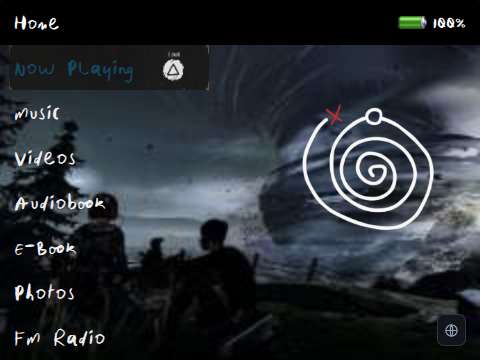 Home
100%
Now Playing
Music
Videos
Audiobook
E-Book
Photos
Fm Radio